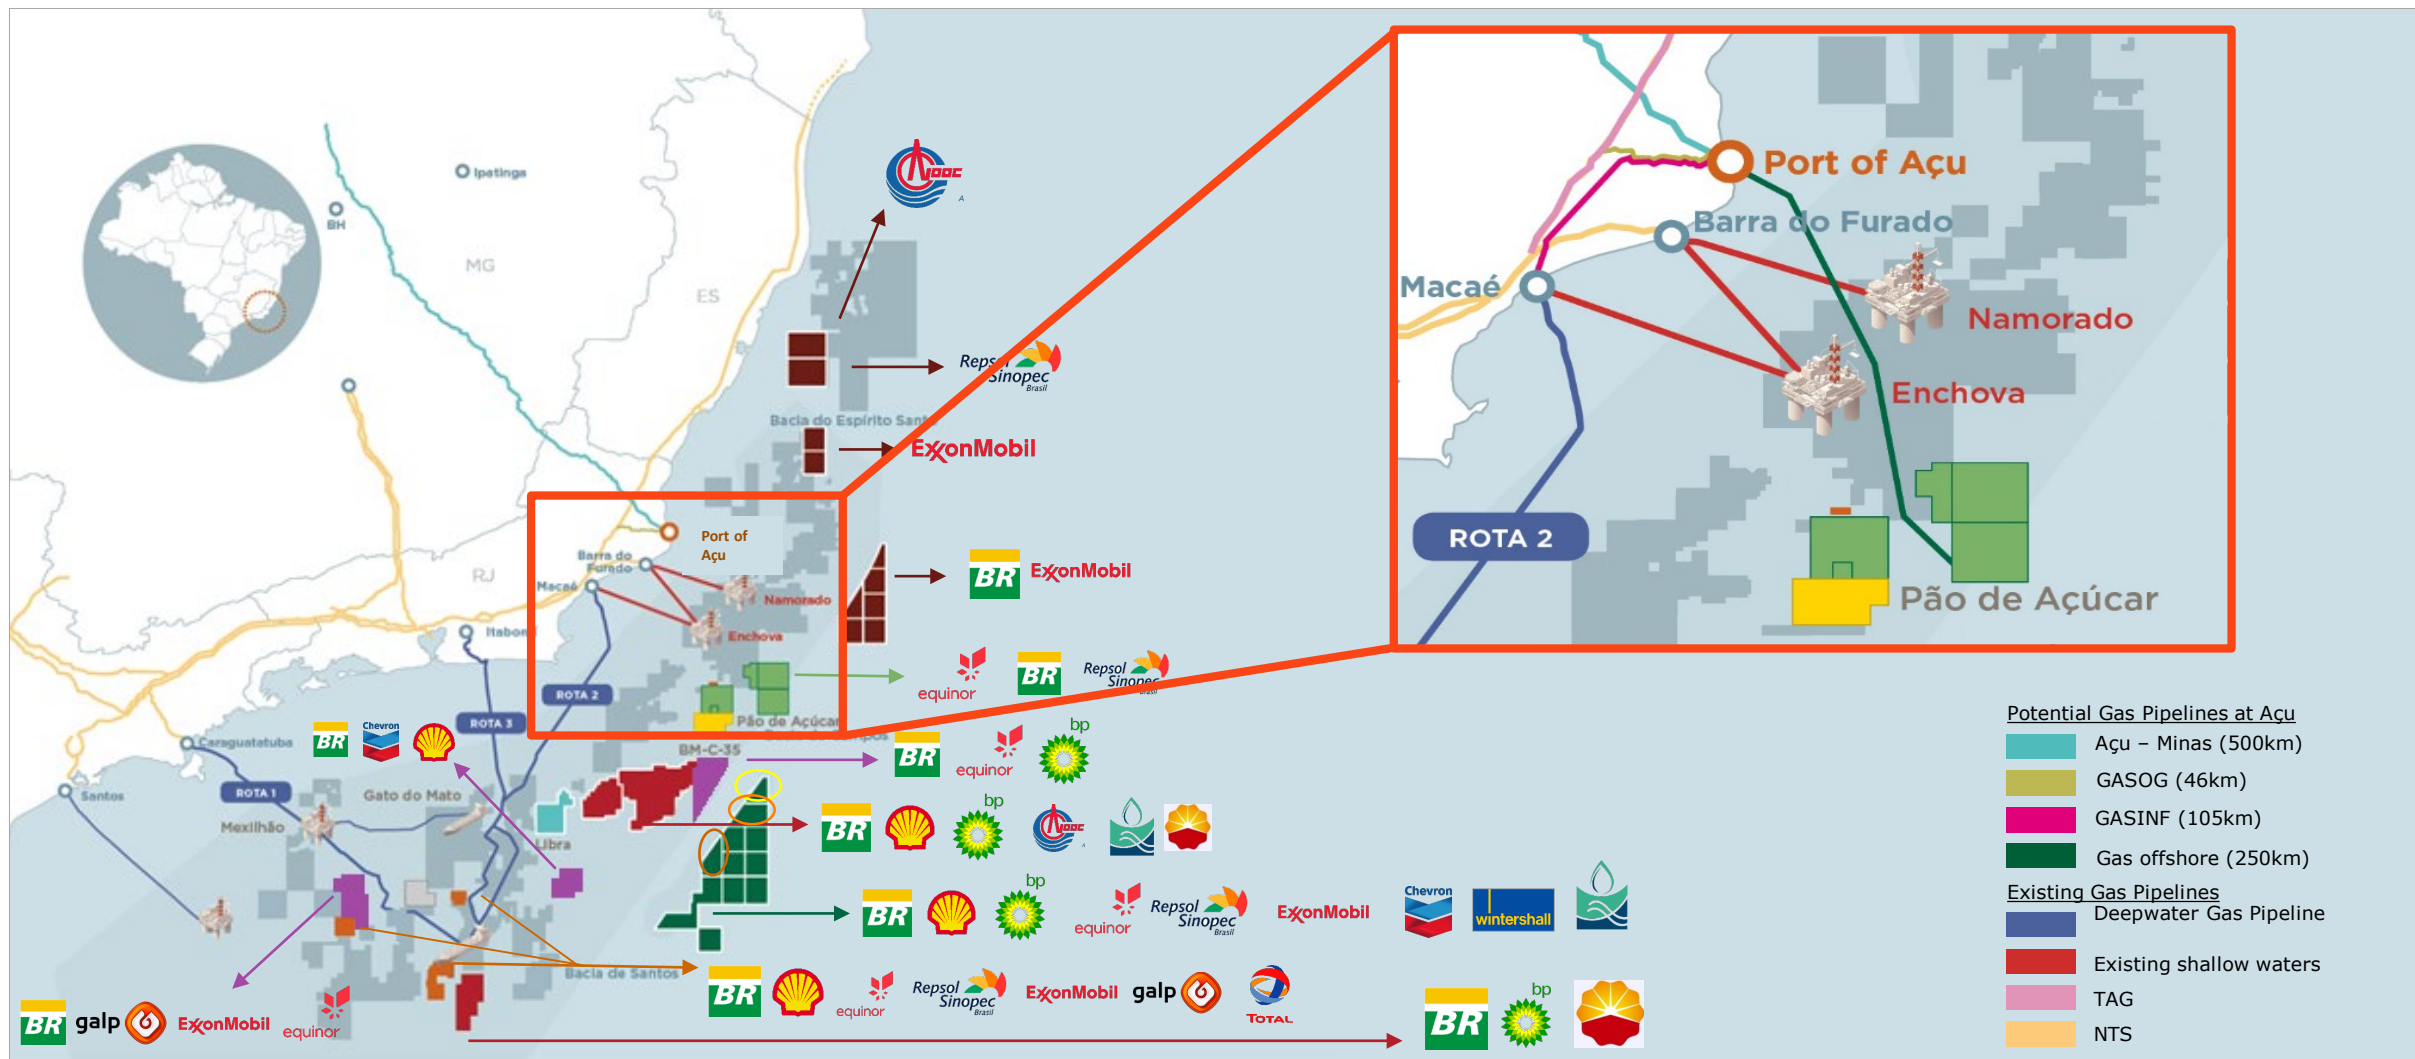 Ipatinga
BH
MG
ES
RJ
A
Repsol
Sinopec
Brasil
Bacia do Espírito Sant
ExxonMobil
Port of
Açu
Barra do
Furado
Macaé
Namorado
Enchova
Itabor
BR
ExxonMobil
equinor
BR
Repsol
Sinopec
Brasil
ROTA 2
ROTA 3
Pão de Açúcar
BM-C-35
Caraguatatuba
BR
Chevron
BR
equinor
bp
Santos
ROTA 1
Gato do Mato
Mexilhão
Libra
BR
bp
A
BR
bp
equinor
Repsol
Sinopec
Brasil
ExxonMobil
Chevron
wintershall
Bacia de Santos
BR
equinor
Repsol
Sinopec
Brasil
ExxonMobil
galp
TOTAL
BR
galp
ExxonMobil
equinor
BR
bp
Port of Açu
Barra do Furado
Macaé
Namorado
Enchova
ROTA 2
Pão de Açúcar
Potential Gas Pipelines at Açu
Açu – Minas (500km)
GASOG (46km)
GASINF (105km)
Gas offshore (250km)
Existing Gas Pipelines
Deepwater Gas Pipeline
Existing shallow waters
TAG
NTS